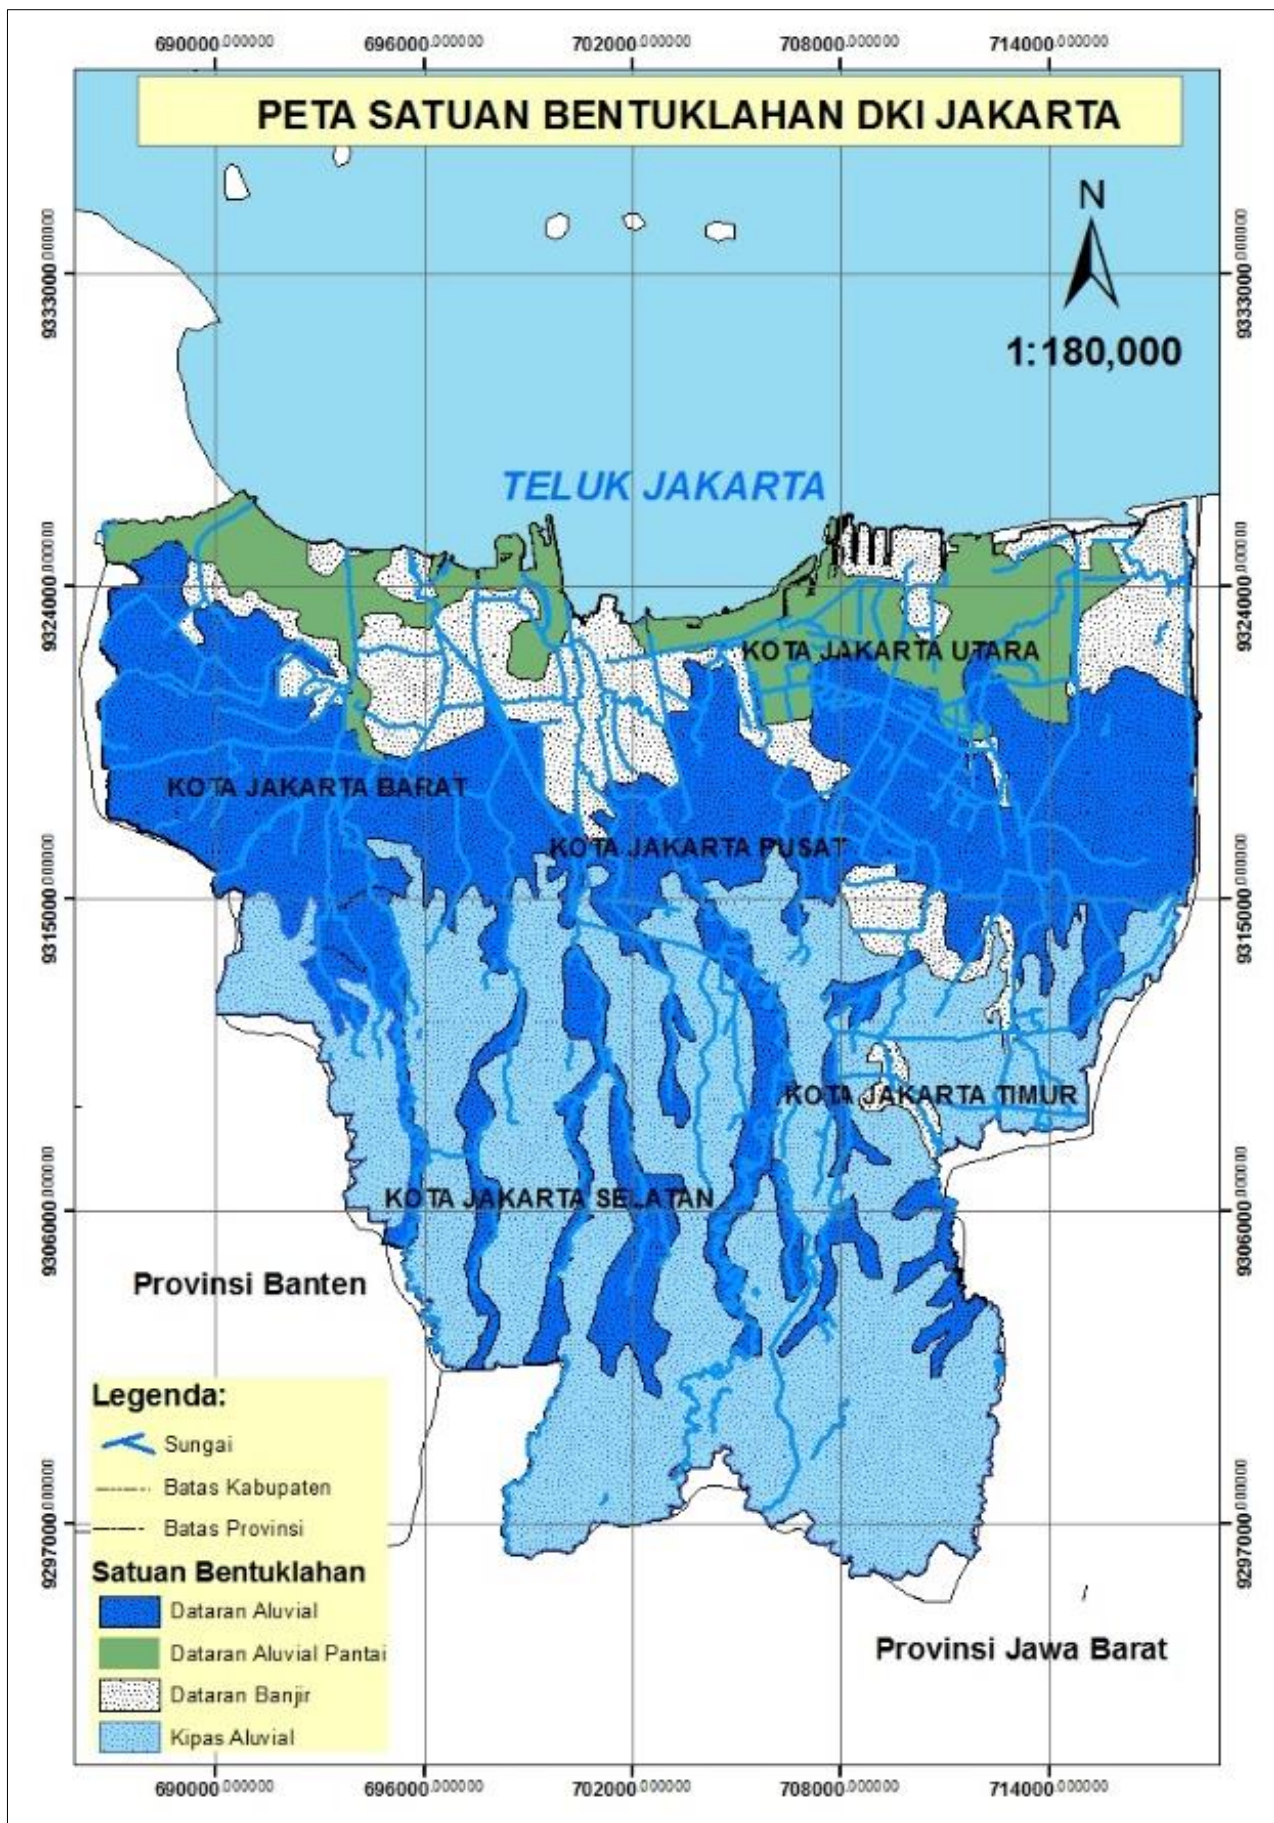 690000.000000 696000.000000 702000.000000 708000.000000 714000.000000
PETA SATUAN BENTUKLAHAN DKI JAKARTA
N
9333000.000000 9333000.000000
1:180,000
TELUK JAKARTA
9324000.000000 9324000.000000
KOTA JAKARTA UTARA
KOTA JAKARTA BARAT
KOTA JAKARTA PUSAT
9315000.000000 9315000.000000
KOTA JAKARTA TIMUR
KOTA JAKARTA SELATAN
9306000.000000 9306000.000000
Provinsi Banten
Legenda:
Sungai
Batas Kabupaten
Batas Provinsi
9297000.000000 9297000.000000
Satuan Bentuklahan
Dataran Aluvial
Dataran Aluvial Pantai
Dataran Banjir
Kipas Aluvial
Provinsi Jawa Barat
690000.000000 696000.000000 702000.000000 708000.000000 714000.000000